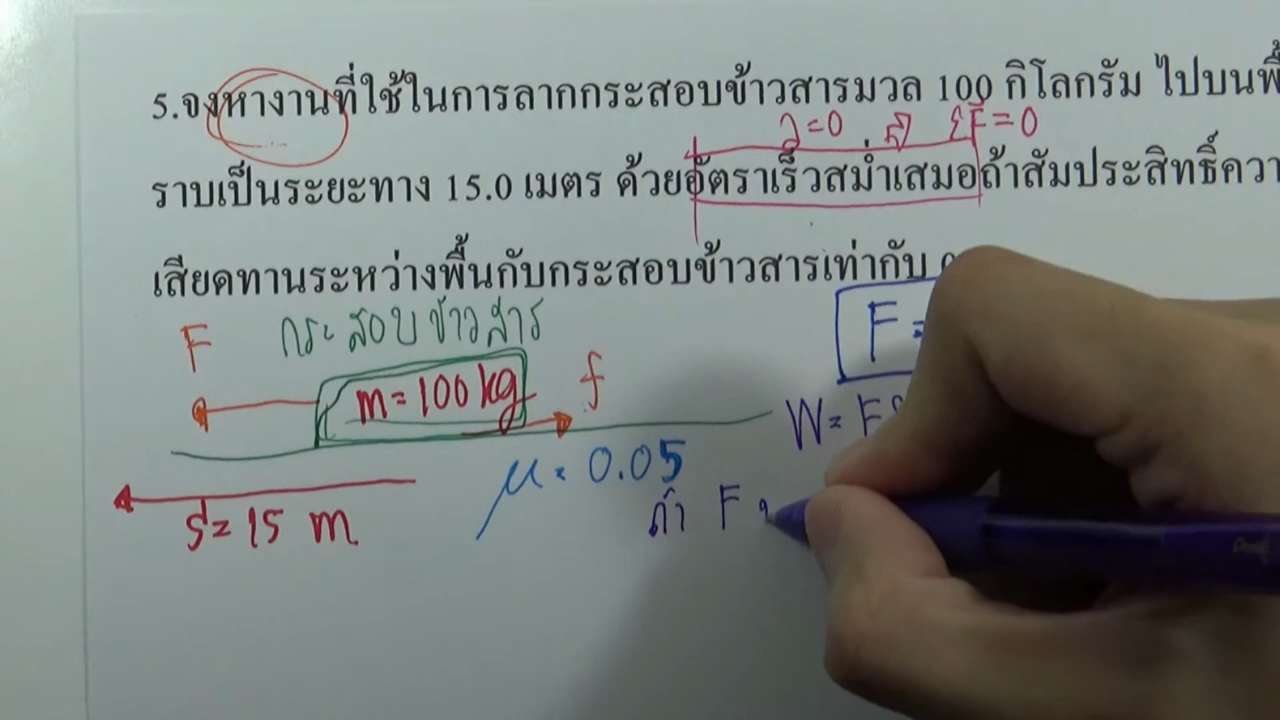 5.จงหางานที่ใช้ในการลากกระสอบข้าวสารมวล 100 กิโลกรัม ไปบนพื้
a=0 ΣF=0
ราบเป็นระยะทาง 15.0 เมตร ด้วยอัตราเร็วสม่ำเสมอถ้าสัมประสิทธิ์ควา
เสียดทานระหว่างพื้นกับกระสอบข้าวสารเท่ากับ
F กระสอบข้าวสาร F =
m = 100 kg f
W = F
μ = 0.05
ถ้า F
S = 15 m